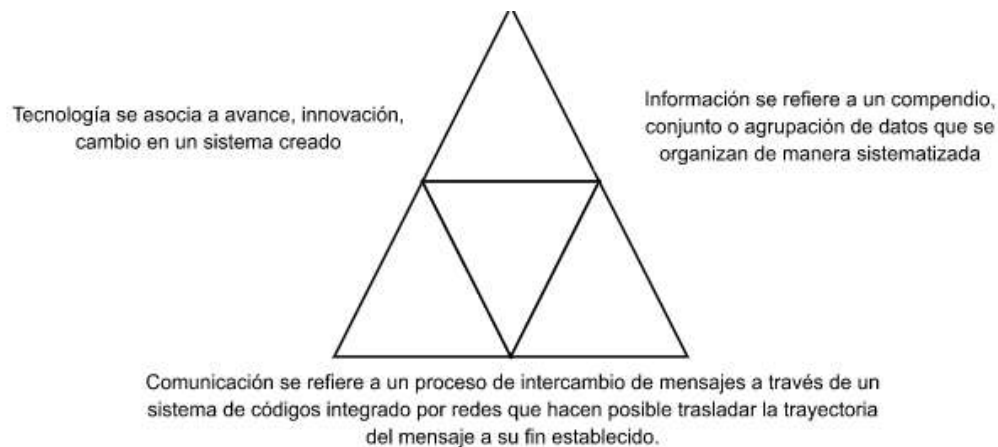 Tecnología se asocia a avance, innovación,
cambio en un sistema creado
Información se refiere a un compendio,
conjunto o agrupación de datos que se
organizan de manera sistematizada
Comunicación se refiere a un proceso de intercambio de mensajes a través de un
sistema de códigos integrado por redes que hacen posible trasladar la trayectoria
del mensaje a su fin establecido.